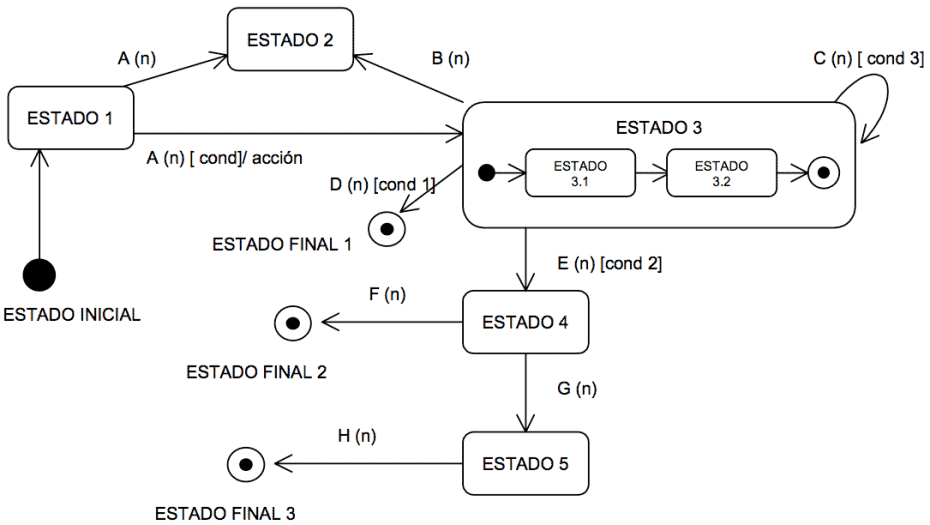 ESTADO 2
A (n)
B (n)
C (n) [ cond 3]
ESTADO 1
ESTADO 3
A (n) [ cond]/ acción
ESTADO
3.1
ESTADO
3.2
D (n) [cond 1]
ESTADO FINAL 1
E (n) [cond 2]
ESTADO INICIAL
F (n)
ESTADO 4
ESTADO FINAL 2
G (n)
H (n)
ESTADO 5
ESTADO FINAL 3